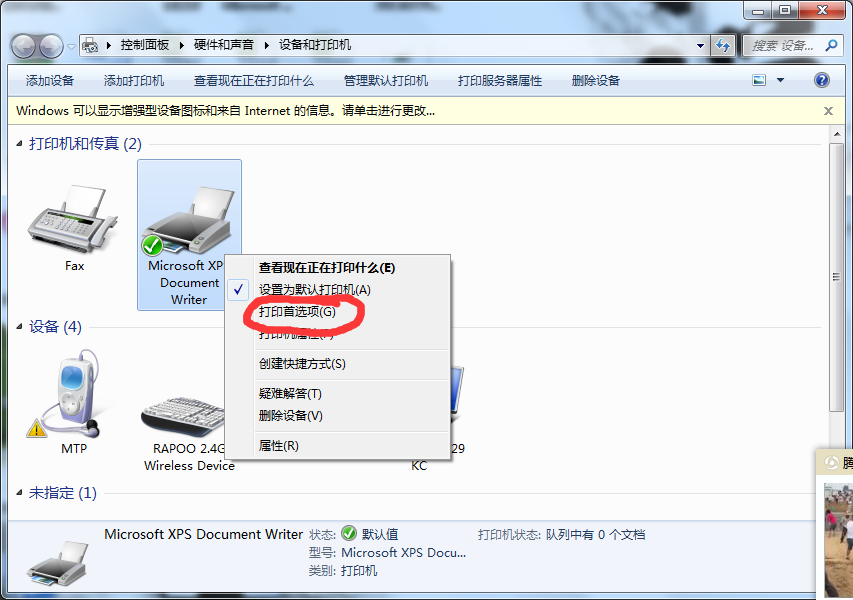 控制面板 ▸ 硬件和声音 ▸ 设备和打印机
搜索 设备...
添加设备 添加打印机 查看现在正在打印什么 管理默认打印机 打印服务器属性 删除设备
Windows 可以显示增强型设备图标和来自 Internet 的信息。请单击进行更改...
打印机和传真 (2)
Fax
Microsoft XP
Document
Writer
查看现在正在打印什么(E)
设置为默认打印机(A)
打印首选项(G)
打印机属性(P)
创建快捷方式(S)
疑难解答(T)
删除设备(V)
属性(R)
设备 (4)
MTP
RAPOO 2.4G
Wireless Device
29
KC
未指定 (1)
Microsoft XPS Document Writer
状态: 默认值
型号: Microsoft XPS Docu...
类别: 打印机
打印机状态: 队列中有 0 个文档
腾